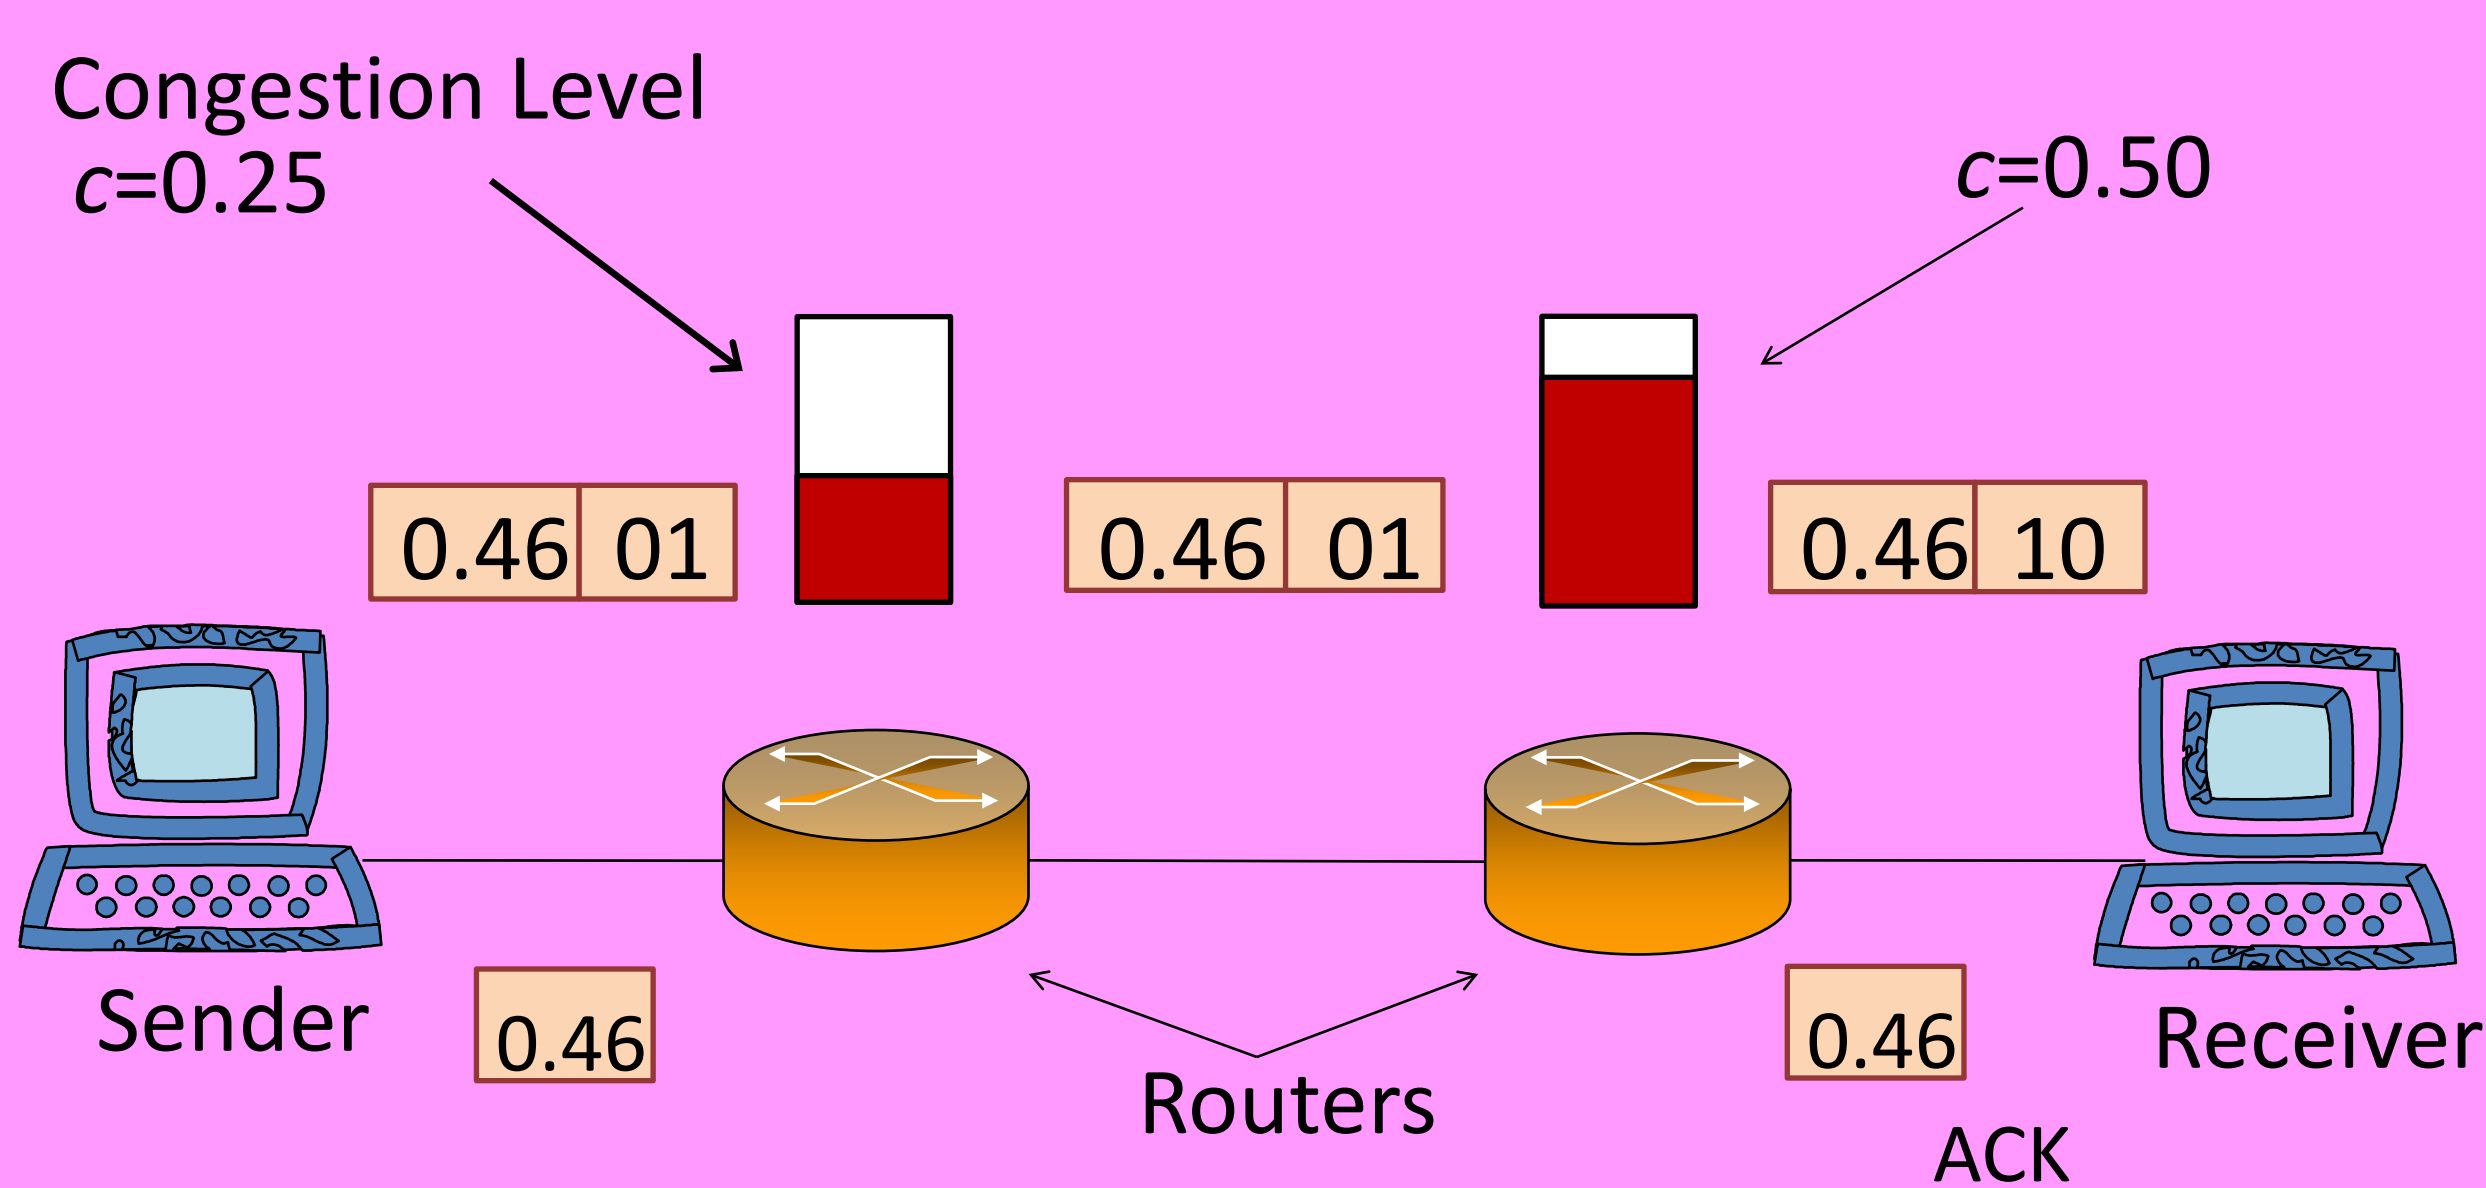 Congestion Level
c=0.25
c=0.50
0.46 01
0.46 01
0.46 10
Sender
0.46
Routers
0.46
Receiver
ACK